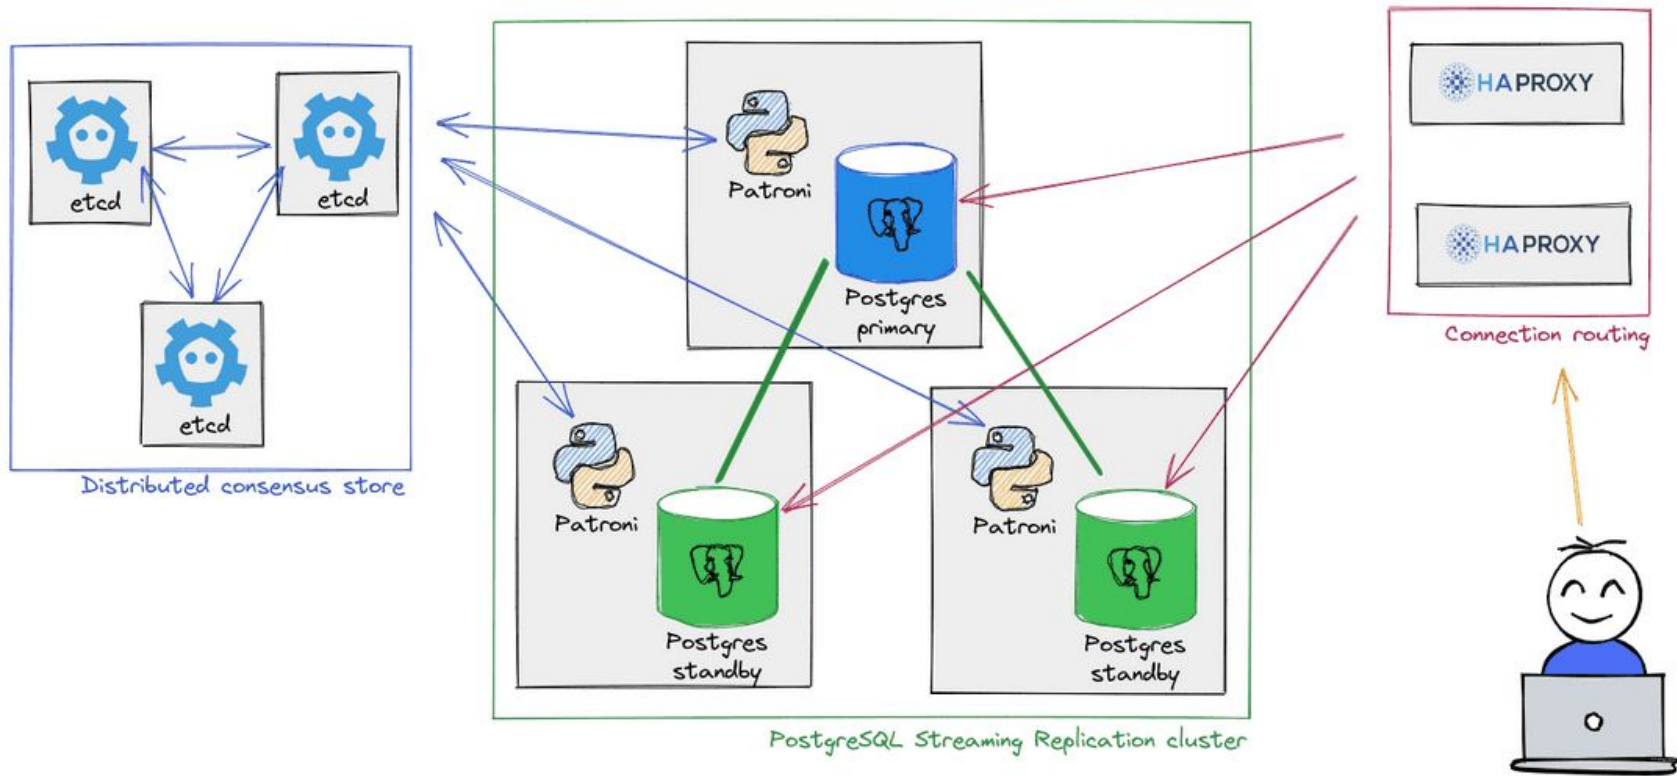 etcd
etcd
etcd
Distributed consensus store
Patroni
Postgres
primary
Patroni
Postgres
standby
Patroni
Postgres
standby
PostgreSQL Streaming Replication cluster
HAPROXY
HAPROXY
Connection routing